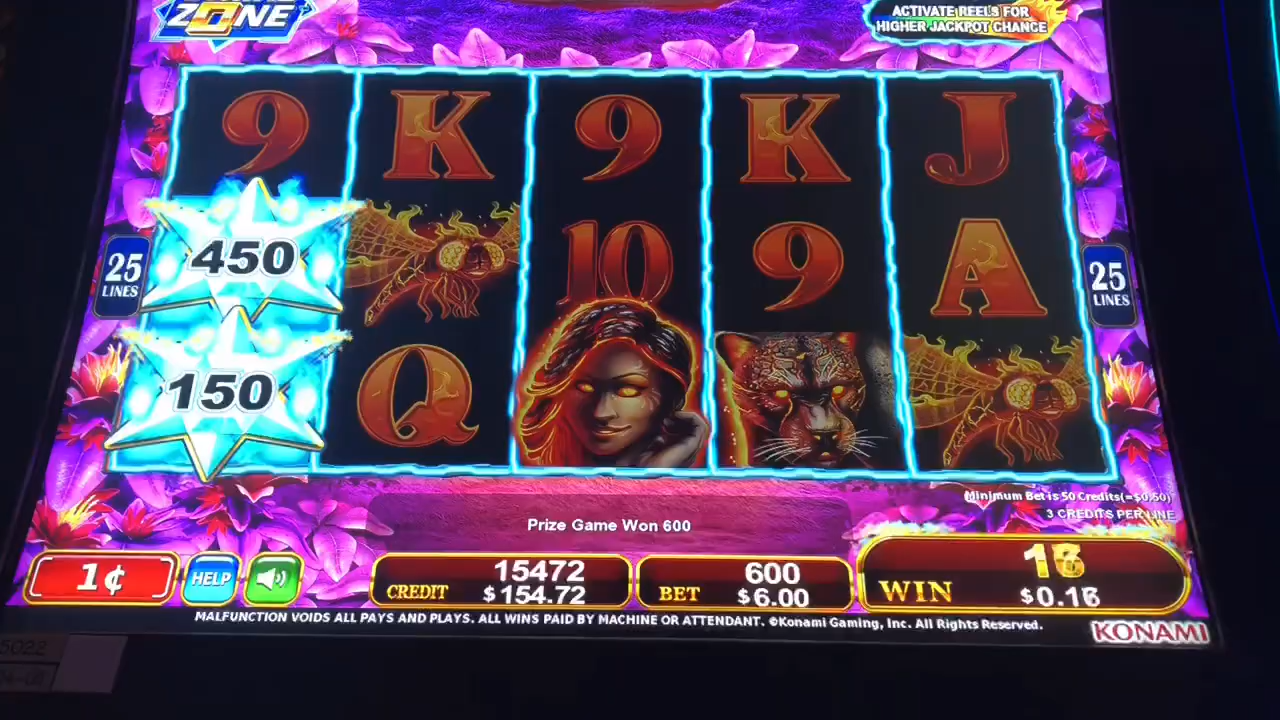 ZONE
ACTIVATE REELS FOR
HIGHER JACKPOT CHANCE
9 K 9 K J
450
10
9
A
25
LINES
25
LINES
150
Q
Minimum Bet is 50 Credits(=$0.50)
3 CREDITS PER LINE
Prize Game Won 600
1¢
HELP
CREDIT
15472
$154.72
BET
600
$6.00
WIN
$0.16
MALFUNCTION VOIDS ALL PAYS AND PLAYS. ALL WINS PAID BY MACHINE OR ATTENDANT. ©Konami Gaming, Inc. All Rights Reserved.
KONAMI
5022